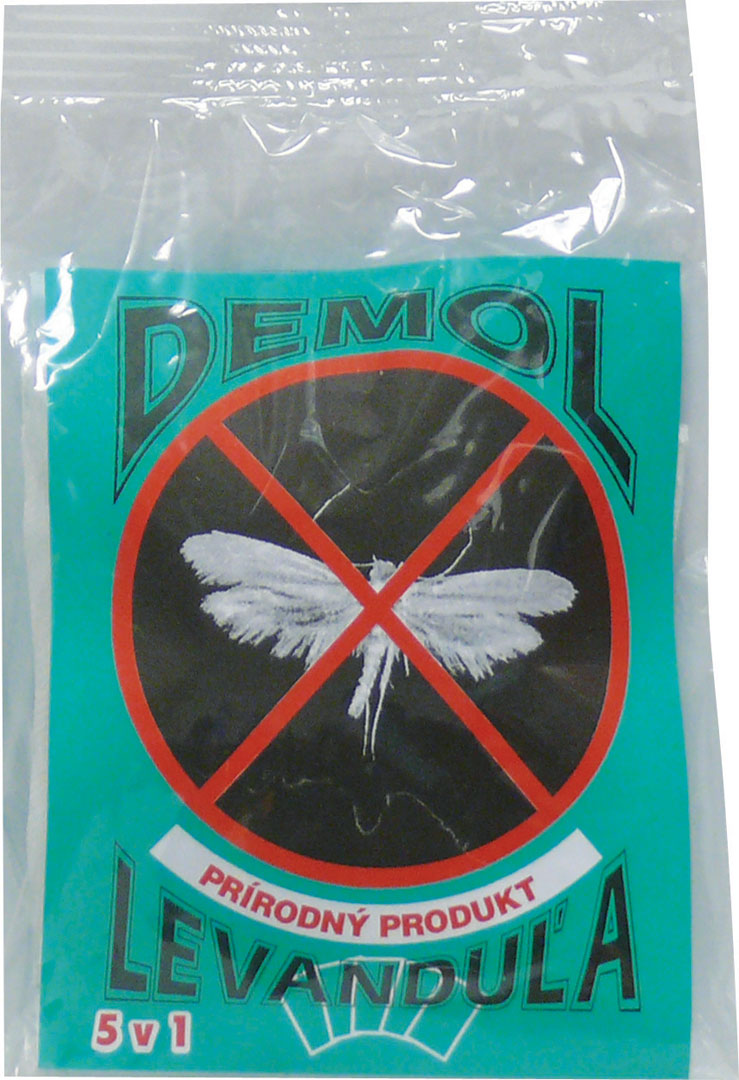 DEMOL
PRÍRODNÝ PRODUKT
LEVANDUĽA
5 v 1